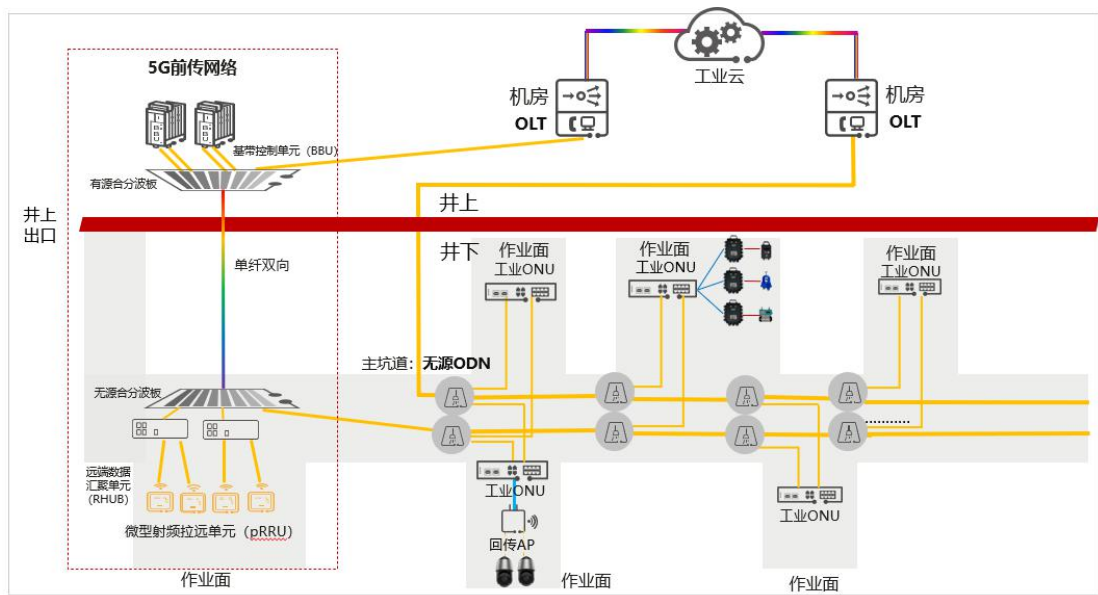 5G前传网络
工业云
机房
OLT
机房
OLT
基带控制单元（BBU）
有源合分波板
井上
出口
井上
井下
单纤双向
作业面
工业ONU
作业面
工业ONU
作业面
工业ONU
主坑道：无源ODN
无源合分波板
...........
远端数据
汇聚单元
(RHUB)
微型射频拉远单元（pRRU）
作业面
工业ONU
回传AP
作业面
工业ONU
作业面